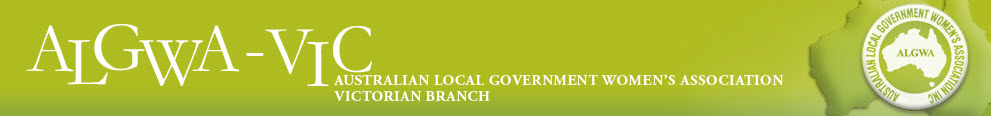 ALGWA-VIC
AUSTRALIAN LOCAL GOVERNMENT WOMEN'S ASSOCIATION
VICTORIAN BRANCH
AUSTRALIAN LOCAL GOVERNMENT WOMEN'S ASSOCIATION INC
ALGWA